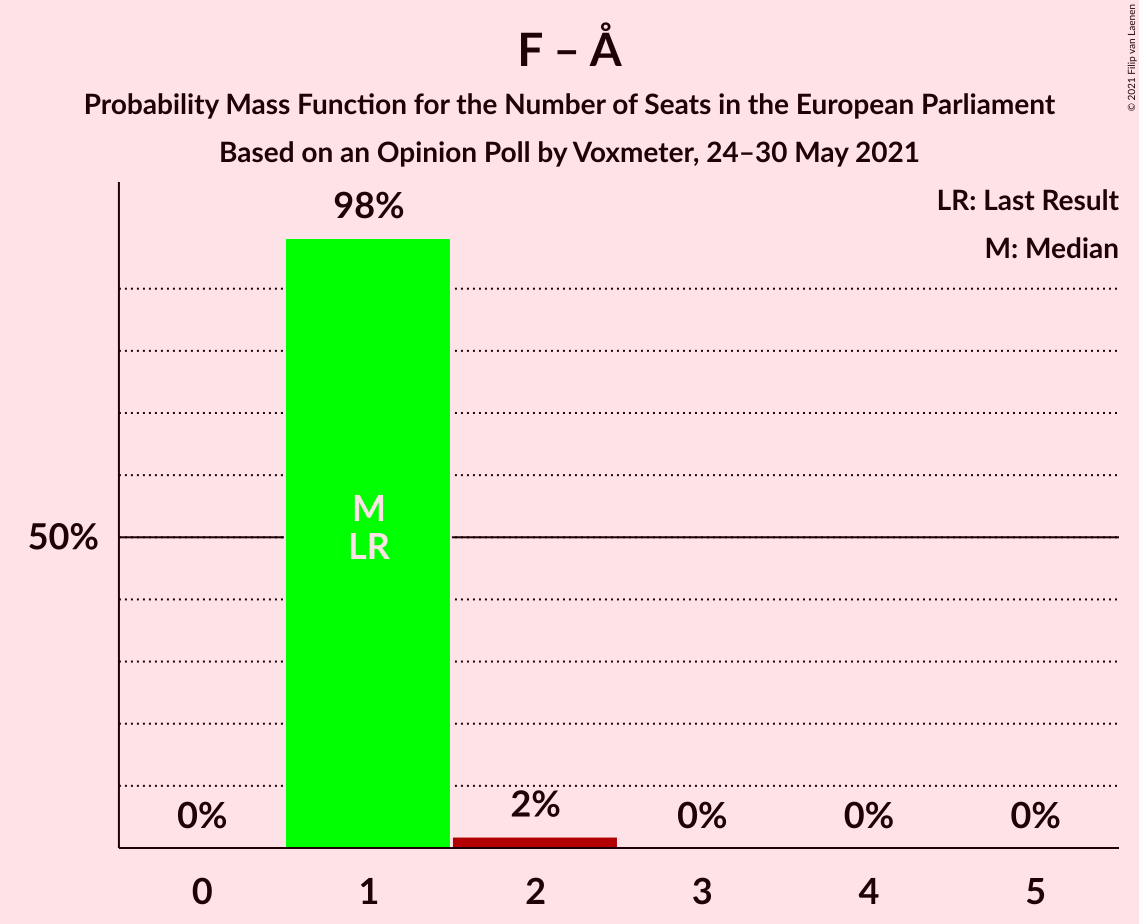 F – Å
Probability Mass Function for the Number of Seats in the European Parliament
Based on an Opinion Poll by Voxmeter, 24–30 May 2021
© 2021 Filip van Laenen
LR: Last Result
M: Median
98%
M
LR
50%
0%
2%
0%
0%
0%
0
1
2
3
4
5